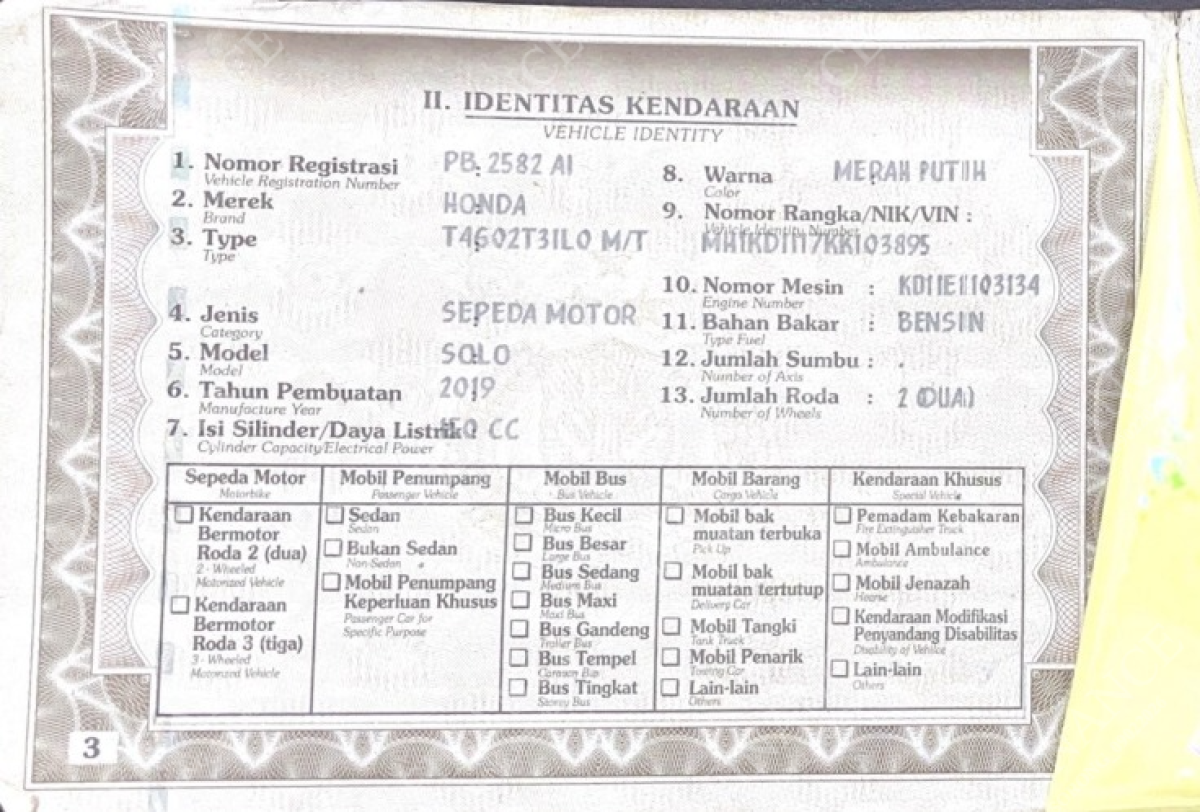 II. IDENTITAS KENDARAAN
VEHICLE IDENTITY
1. Nomor Registrasi PB 2582 AI
Vehicle Registration Number
2. Merek HONDA
Brand
3. Type T4G02T31L0 M/T
Type
4. Jenis SEPEDA MOTOR
Category
5. Model SOLO
Model
6. Tahun Pembuatan 2019
Manufacture Year
7. Isi Silinder/Daya Listrik : CC
Cylinder Capacity/Electrical Power
8. Warna MERAH PUTIH
Color
9. Nomor Rangka/NIK/VIN :
Vehicle Identity Number
MH1KD1117KK103895
10. Nomor Mesin : KD11E1103134
Engine Number
11. Bahan Bakar : BENSIN
Type Fuel
12. Jumlah Sumbu :
Number of Axis
13. Jumlah Roda : 2 (DUA)
Number of Wheels
Sepeda Motor
Motorbike
Kendaraan
Bermotor
Roda 2 (dua)
2 - Wheeled
Motorized Vehicle
Kendaraan
Bermotor
Roda 3 (tiga)
3 - Wheeled
Motorized Vehicle
Mobil Penumpang
Passenger Vehicle
Sedan
Sedan
Bukan Sedan
Non-Sedan
Mobil Penumpang
Keperluan Khusus
Passenger Car for
Specific Purpose
Mobil Bus
Bus Vehicle
Bus Kecil
Micro Bus
Bus Besar
Large Bus
Bus Sedang
Medium Bus
Bus Maxi
Maxi Bus
Bus Gandeng
Trailer Bus
Bus Tempel
Caravan Bus
Bus Tingkat
Storey Bus
Mobil Barang
Cargo Vehicle
Mobil bak
muatan terbuka
Pick Up
Mobil bak
muatan tertutup
Delivery Car
Mobil Tangki
Tank Truck
Mobil Penarik
Towing Car
Lain-lain
Others
Kendaraan Khusus
Special Vehicle
Pemadam Kebakaran
Fire Extinguisher Truck
Mobil Ambulance
Ambulance
Mobil Jenazah
Hearse
Kendaraan Modifikasi
Penyandang Disabilitas
Disability of Vehilce
Lain-lain
Others
3